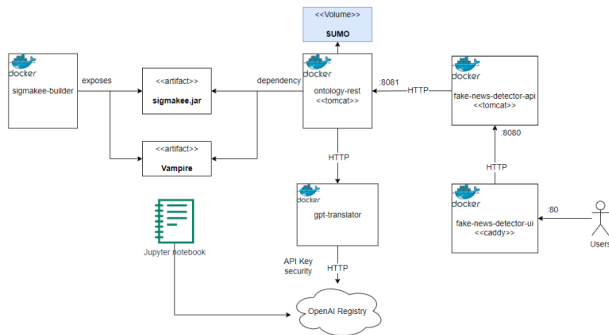 <<Volume>>
SUMO
docker
sigmakee-builder
exposes
<<artifact>>
sigmakee.jar
<<artifact>>
Vampire
dependency
docker
ontology-rest
<<tomcat>>
:8081
HTTP
docker
fake-news-detector-api
<<tomcat>>
:8080
HTTP
docker
fake-news-detector-ui
<<caddy>>
:80
Users
HTTP
docker
gpt-translator
API Key
security
HTTP
Jupyter notebook
OpenAI Registry